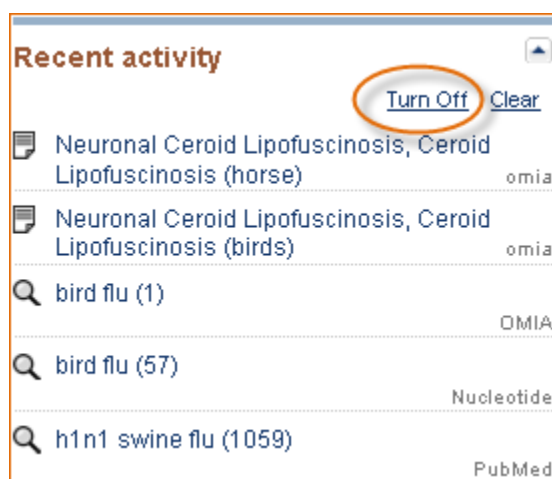 Recent activity
Turn Off Clear
Neuronal Ceroid Lipofuscinosis, Ceroid
Lipofuscinosis (horse)
omia
Neuronal Ceroid Lipofuscinosis, Ceroid
Lipofuscinosis (birds)
omia
bird flu (1)
OMIA
bird flu (57)
Nucleotide
h1n1 swine flu (1059)
PubMed